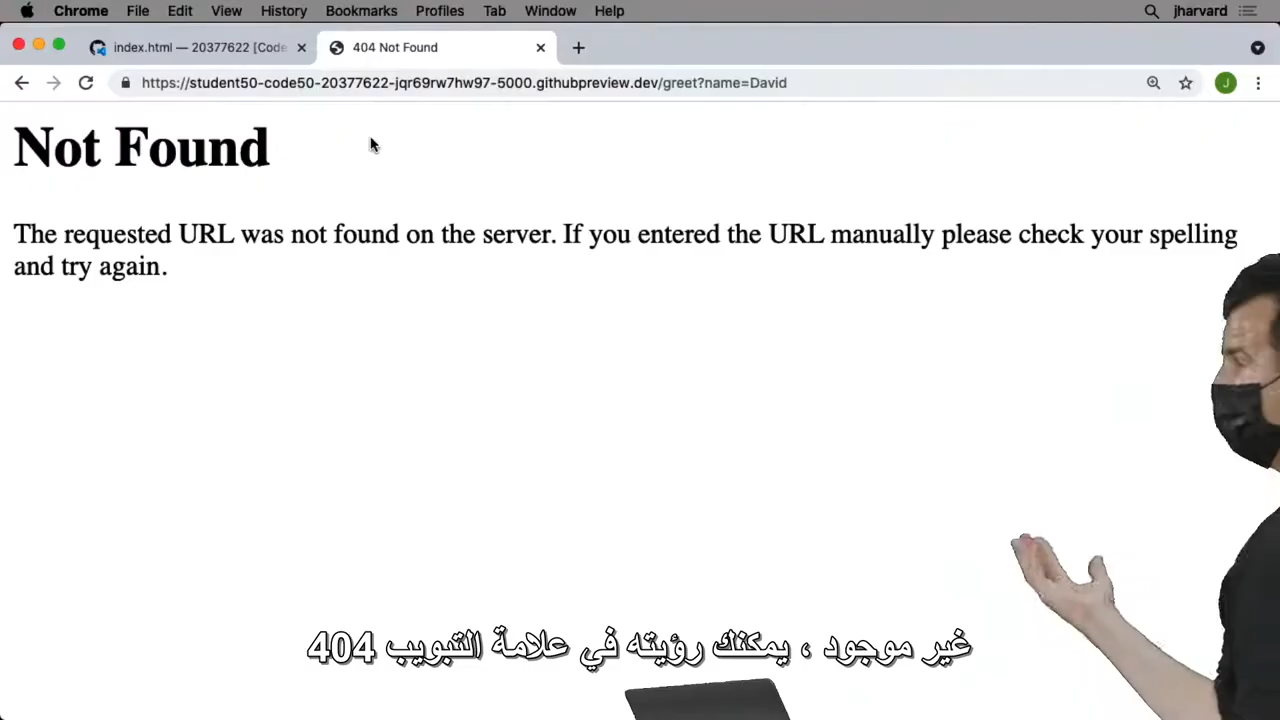 Chrome File Edit View History Bookmarks Profiles Tab Window Help jharvard
index.html — 20377622 [Code 404 Not Found
https://student50-code50-20377622-jqr69rw7hw97-5000.githubpreview.dev/greet?name=David J
Not Found
The requested URL was not found on the server. If you entered the URL manually please check your spelling
and try again.
غير موجود ، يمكنك رؤيته في علامة التبويب 404